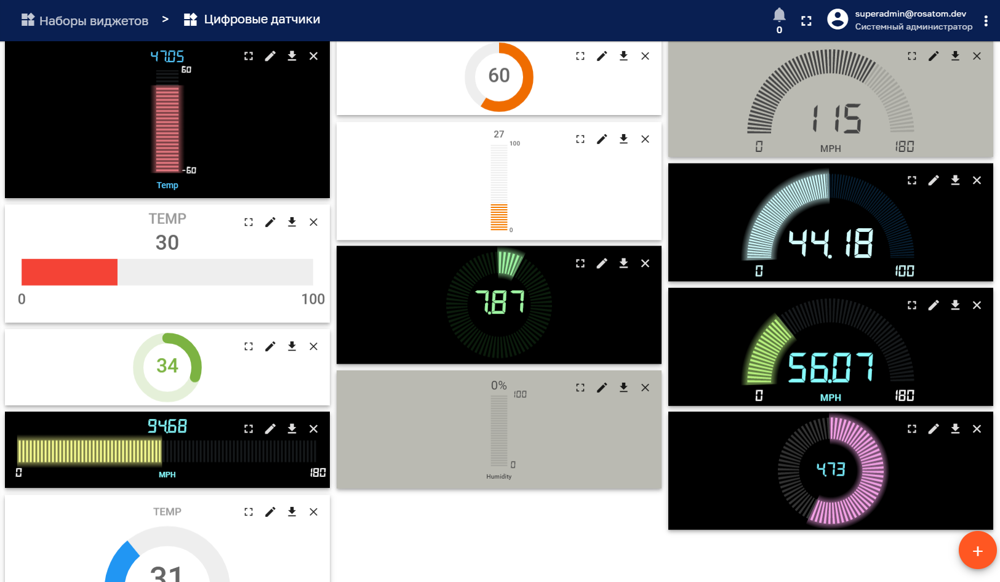 Наборы виджетов > Цифровые датчики
0
superadmin@rosatom.dev
Системный администратор
47.05
60
-60
Temp
TEMP
30
0 100
34
94.68
0 180
MPH
TEMP
31
60
27
100
0
7.87
0%
100
0
Humidity
115
0 180
MPH
44.18
0 100
56.07
0 180
MPH
4.73